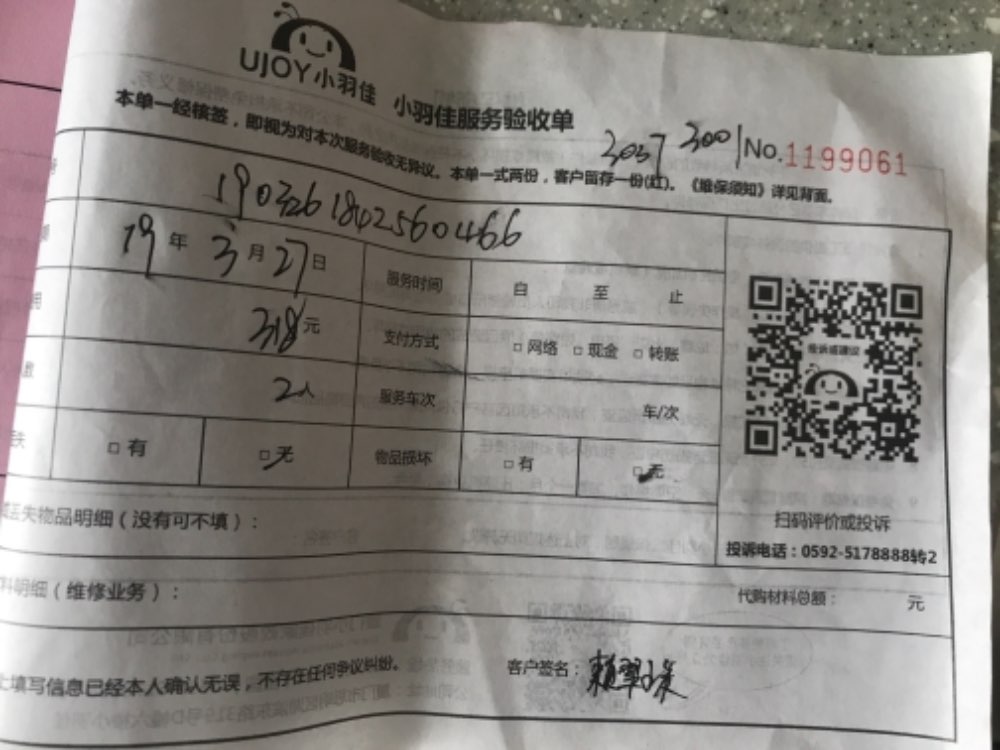 UJOY小羽佳 小羽佳服务验收单
3037 3001 No.1199061
本单一经核签，即视为对本次服务验收无异议。本单一式两份，客户留存一份(红)。《维保须知》详见背面。
1903261842560466
19年3月27日 服务时间 自 至 止
318元 支付方式 □网络 □现金 □转账
2人 服务车次 车/次
失 □有 □无 物品损坏 □有 □无
丢失物品明细（没有可不填）：
扫码评价或投诉
投诉电话：0592-5178888转2
料明细（维修业务）： 代购材料总额： 元
上填写信息已经本人确认无误，不存在任何争议纠纷。 客户签名：